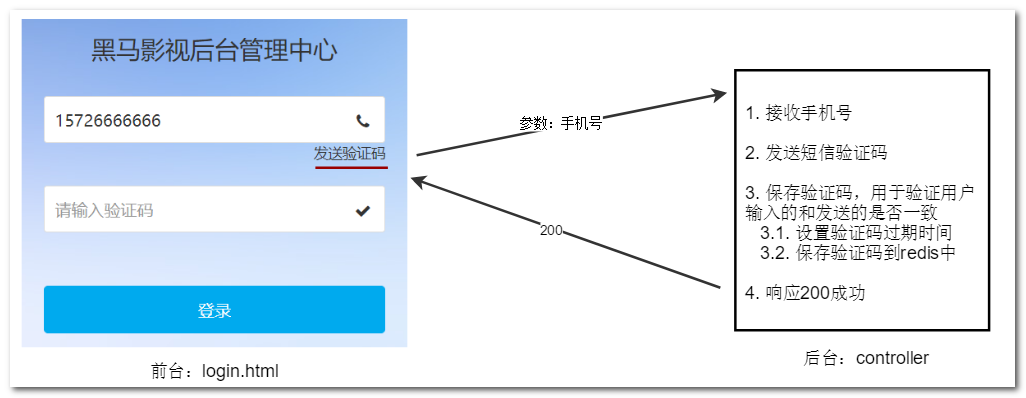 黑马影视后台管理中心
15726666666
发送验证码
请输入验证码
登录
前台：login.html
参数：手机号
200
1. 接收手机号
2. 发送短信验证码
3. 保存验证码，用于验证用户
输入的和发送的是否一致
3.1. 设置验证码过期时间
3.2. 保存验证码到redis中
4. 响应200成功
后台：controller